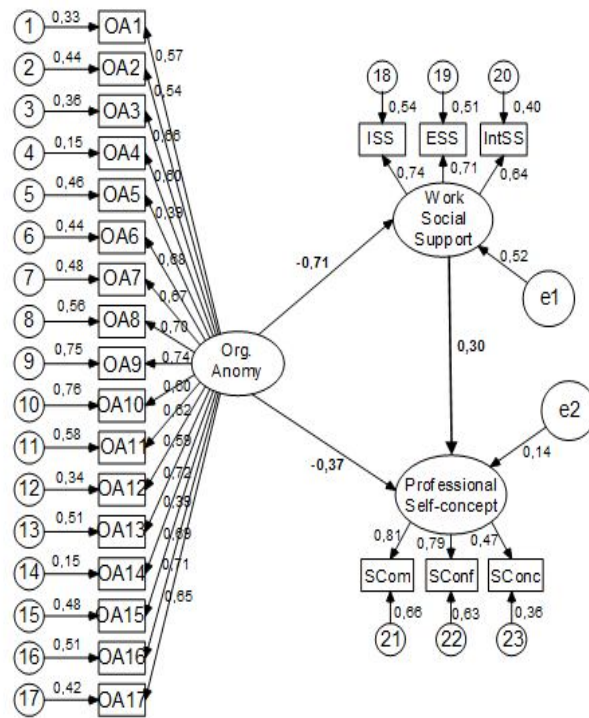 1 0,33 OA1
2 0,44 OA2
3 0,36 OA3
4 0,15 OA4
5 0,46 OA5
6 0,44 OA6
7 0,48 OA7
8 0,56 OA8
9 0,75 OA9
10 0,76 OA10
11 0,58 OA11
12 0,34 OA12
13 0,51 OA13
14 0,15 OA14
15 0,48 OA15
16 0,51 OA16
17 0,42 OA17
0,57
0,54
0,66
0,60
0,39
0,68
0,67
0,70
0,74
0,60
0,62
0,59
0,72
0,39
0,69
0,71
0,65
Org.
Anomy
-0,71
-0,37
18 19 20
0,54 0,51 0,40
ISS ESS IntSS
0,74 0,71 0,64
Work
Social
Support
0,52
e1
0,30
e2
0,14
Professional
Self-concept
0,81 0,79 0,47
SCom SConf SConc
0,66 0,63 0,36
21 22 23